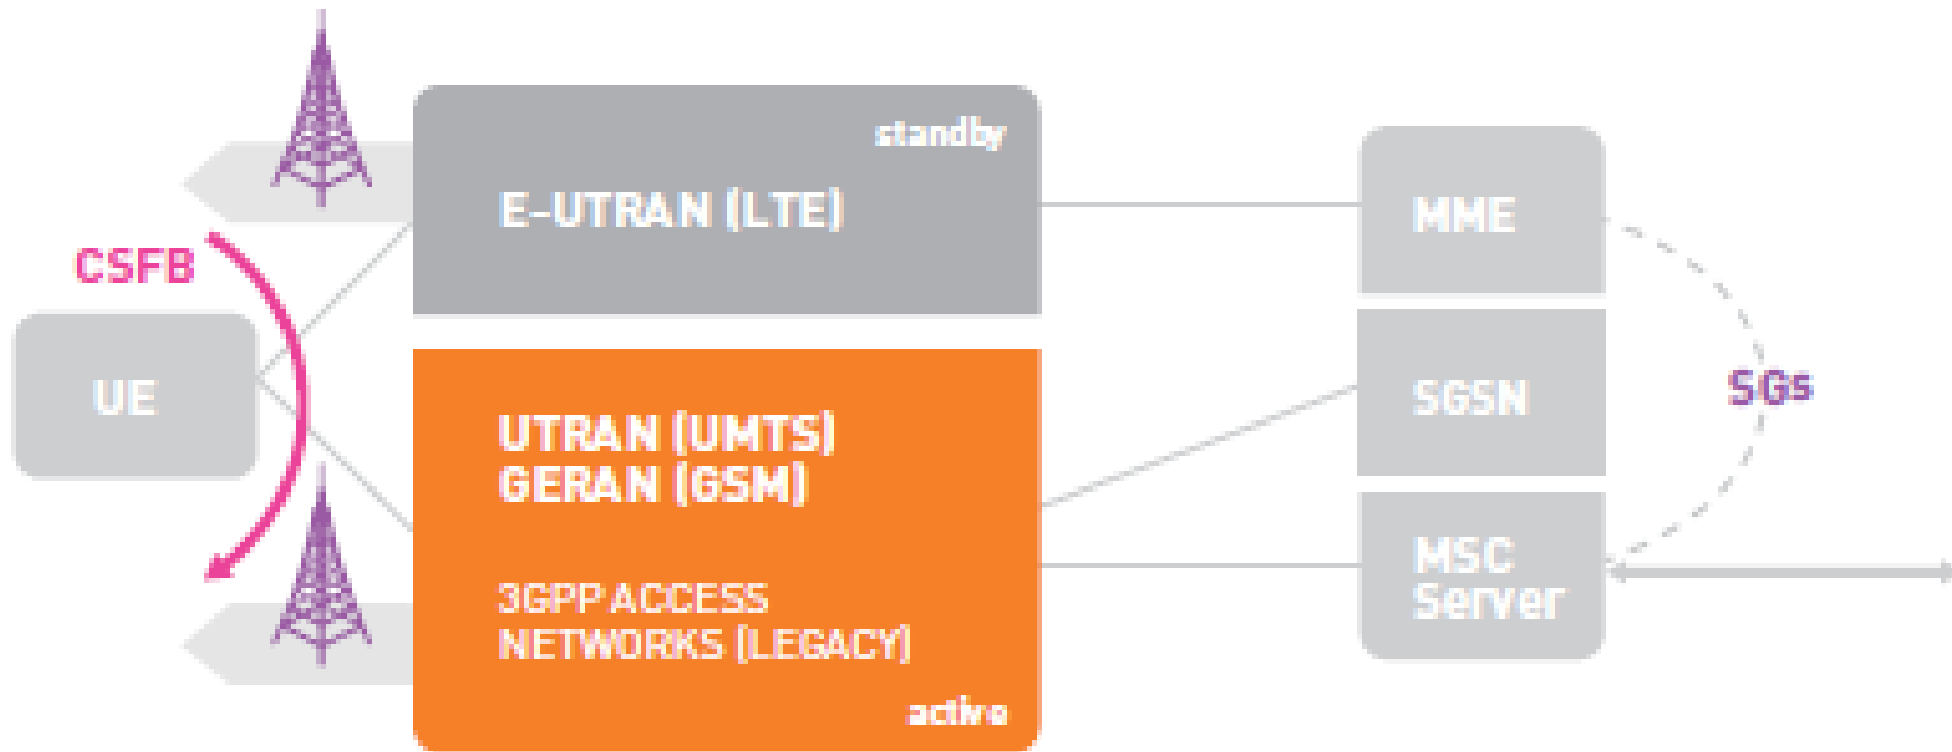 standby
E-UTRAN (LTE)
MME
CSFB
UE
SGSN
SGs
UTRAN (UMTS)
GERAN (GSM)
3GPP ACCESS
NETWORKS (LEGACY)
active
MSC
Server